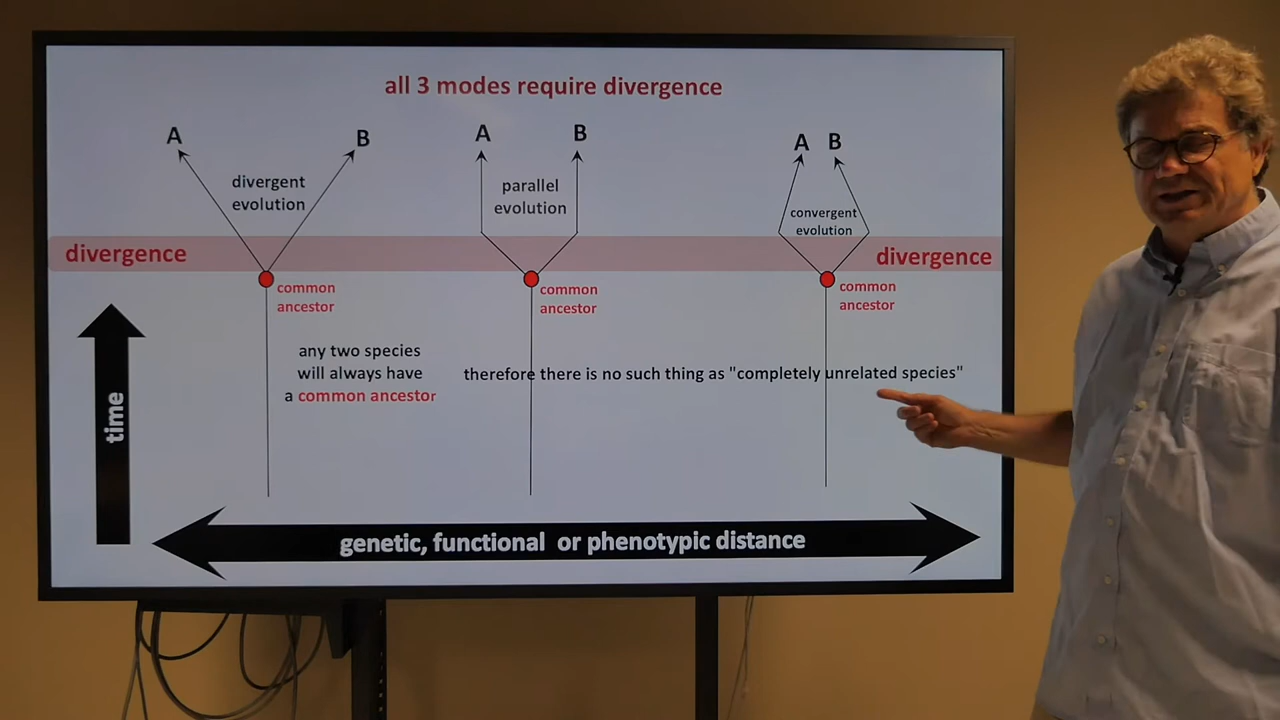 all 3 modes require divergence
A
B
divergent
evolution
A
B
parallel
evolution
A B
convergent
evolution
divergence
divergence
common
ancestor
common
ancestor
common
ancestor
any two species
will always have
a common ancestor
therefore there is no such thing as "completely unrelated species"
time
genetic, functional or phenotypic distance